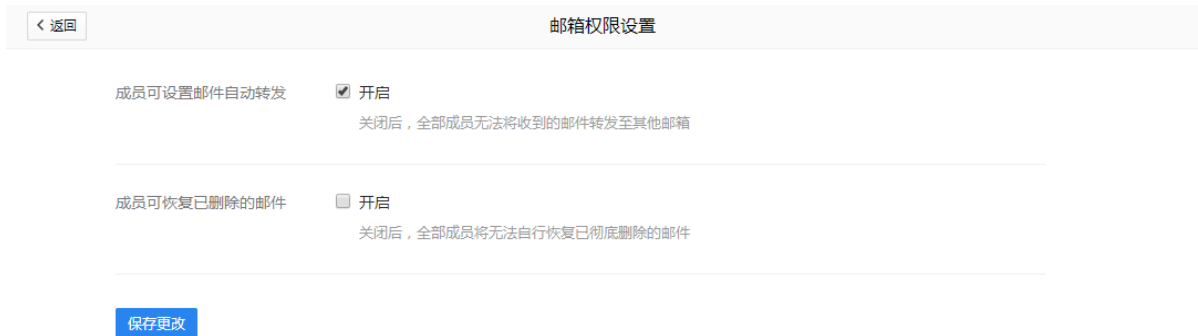 返回
邮箱权限设置
成员可设置邮件自动转发 开启
关闭后，全部成员无法将收到的邮件转发至其他邮箱
成员可恢复已删除的邮件 开启
关闭后，全部成员将无法自行恢复已彻底删除的邮件
保存更改